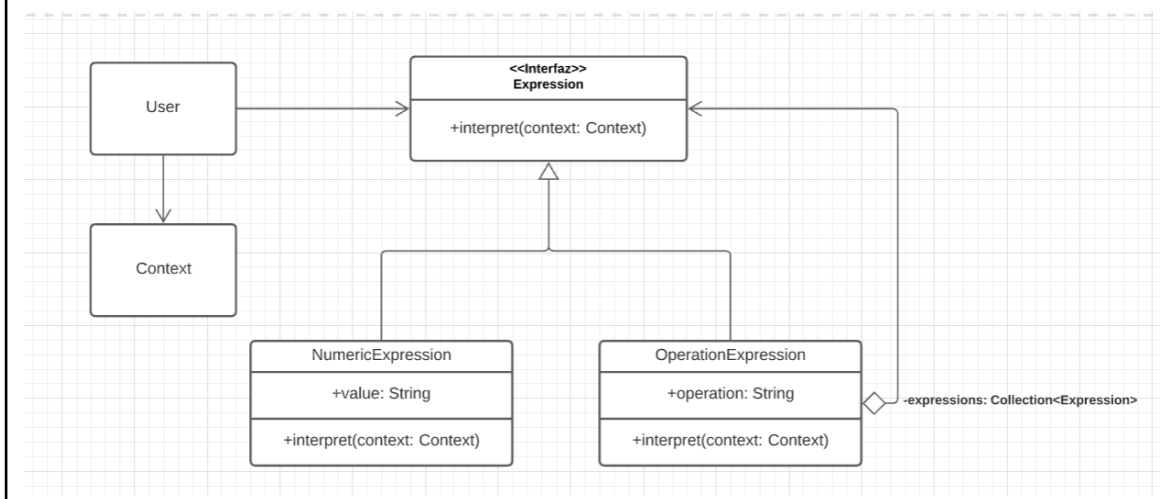 <<Interfaz>>
Expression
User
+interpret(context: Context)
Context
NumericExpression
+value: String
+interpret(context: Context)
OperationExpression
+operation: String
+interpret(context: Context)
-expressions: Collection<Expression>